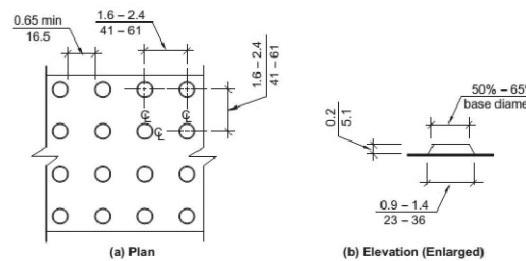 0.65 min
16.5
1.6 – 2.4
41 – 61
1.6 – 2.4
41 – 61
℄
℄
℄
(a) Plan
50% – 65%
base diame
0.2
5.1
0.9 – 1.4
23 – 36
(b) Elevation (Enlarged)